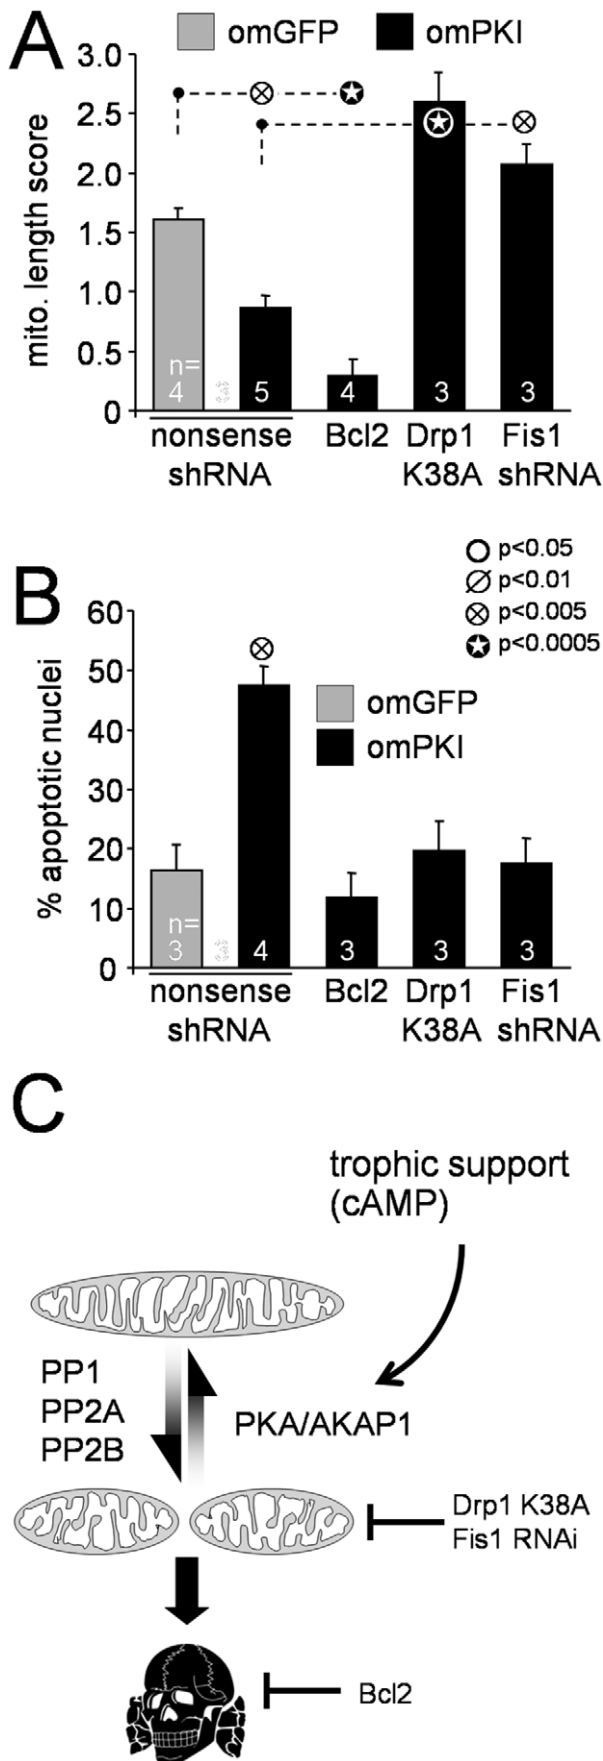 A
omGFP omPKI
mito. length score
3.0
2.5
2.0
1.5
1.0
0.5
0
n=
4 5 4 3 3
nonsense Bcl2 Drp1 Fis1
shRNA K38A shRNA
p<0.05
p<0.01
p<0.005
p<0.0005
B
% apoptotic nuclei
60
50
40
30
20
10
0
omGFP
omPKI
n=
3 4 3 3 3
nonsense Bcl2 Drp1 Fis1
shRNA K38A shRNA
C
trophic support
(cAMP)
PP1
PP2A
PP2B
PKA/AKAP1
Drp1 K38A
Fis1 RNAi
Bcl2